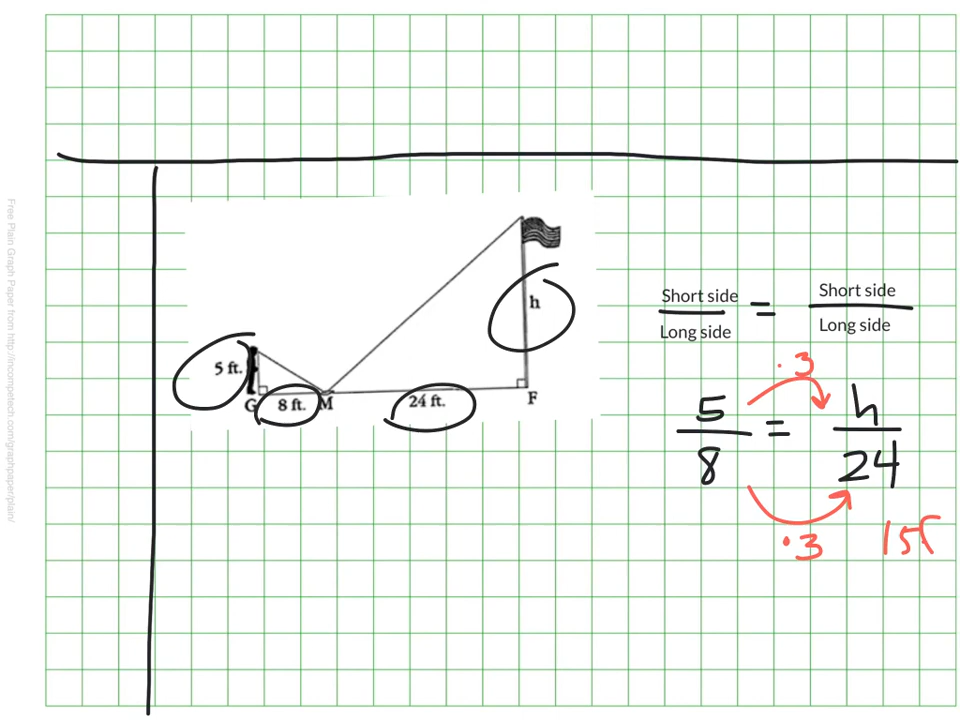 Free Plain Graph Paper from http://incompetech.com/graphpaper/plain/
h
5 ft.
G 8 ft. M 24 ft. F
Short side = Short side
Long side Long side
·3
5 = h
8 24
·3
15